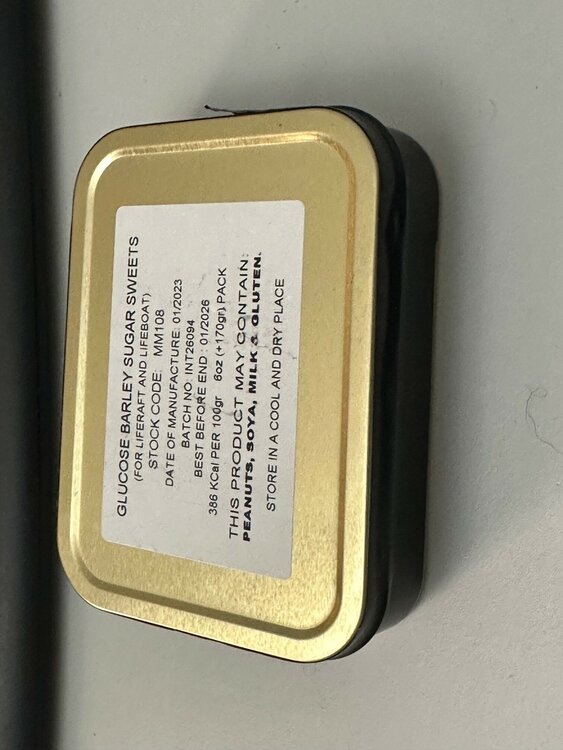 GLUCOSE BARLEY SUGAR SWEETS
(FOR LIFERAFT AND LIFEBOAT)
STOCK CODE: MM108
DATE OF MANUFACTURE: 01/2023
BATCH NO: INT26094
BEST BEFORE END : 01/2026
386 KCal PER 100gr 6oz (+170gr) PACK
THIS PRODUCT MAY CONTAIN:
PEANUTS, SOYA, MILK & GLUTEN.
STORE IN A COOL AND DRY PLACE